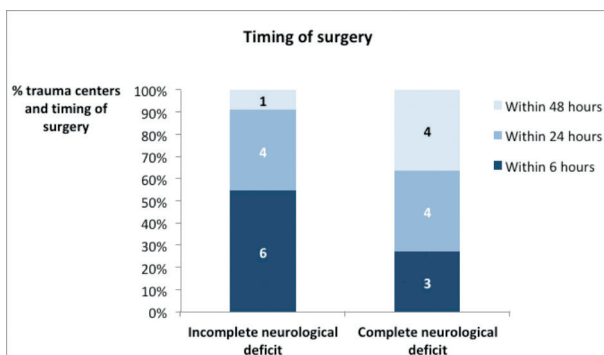 Timing of surgery
% trauma centers
and timing of
surgery
100%
90%
80%
70%
60%
50%
40%
30%
20%
10%
0%
1
4
6
4
4
3
Incomplete neurological
deficit
Complete neurological
deficit
Within 48 hours
Within 24 hours
Within 6 hours